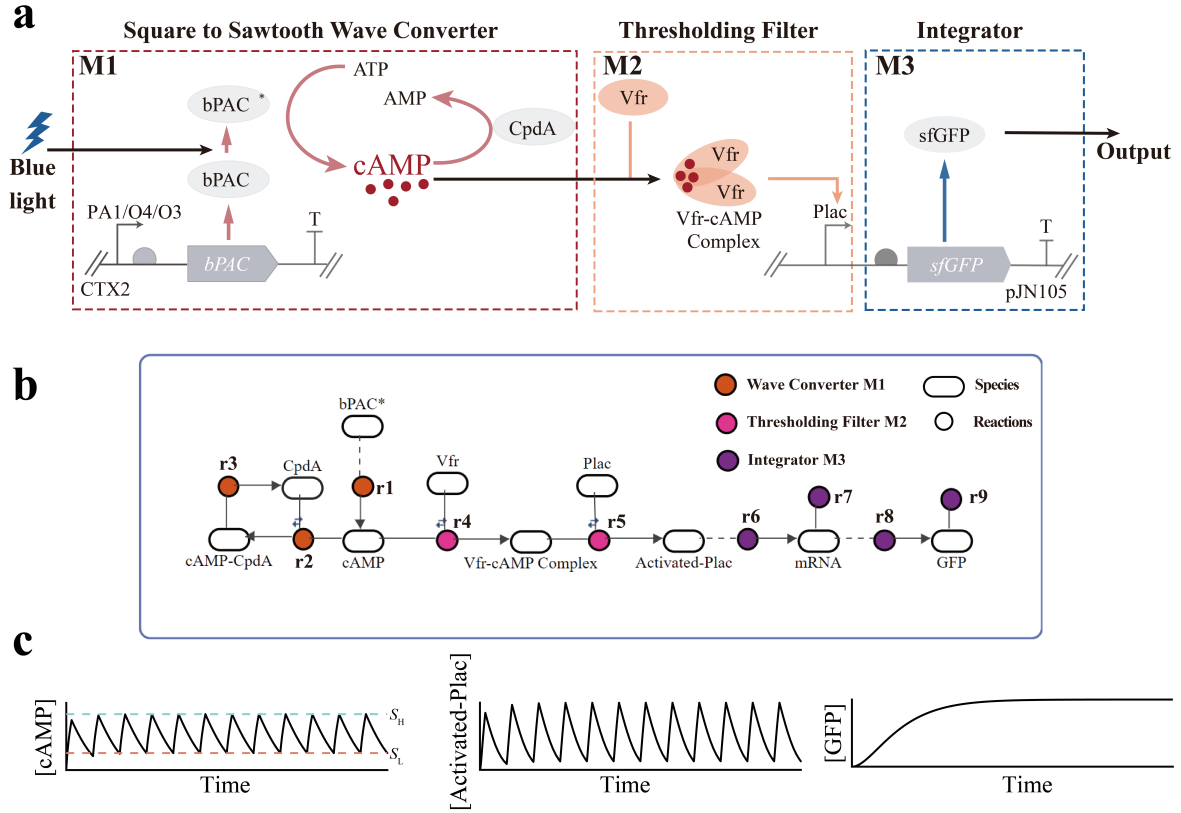 a
Square to Sawtooth Wave Converter
Thresholding Filter
Integrator
M1
M2
M3
ATP
AMP
bPAC *
CpdA
Vfr
sfGFP
Blue
light
bPAC
cAMP
Vfr
Vfr
Output
PA1/O4/O3
T
Vfr-cAMP
Complex
Plac
T
bPAC
sfGFP
CTX2
pJN105
b
Wave Converter M1
Species
Thresholding Filter M2
Reactions
Integrator M3
bPAC*
r3
CpdA
r1
Vfr
Plac
r7
r9
r4
r5
r6
r8
cAMP-CpdA
r2
cAMP
Vfr-cAMP Complex
Activated-Plac
mRNA
GFP
c
[cAMP]
SH
SL
Time
[Activated-Plac]
Time
[GFP]
Time